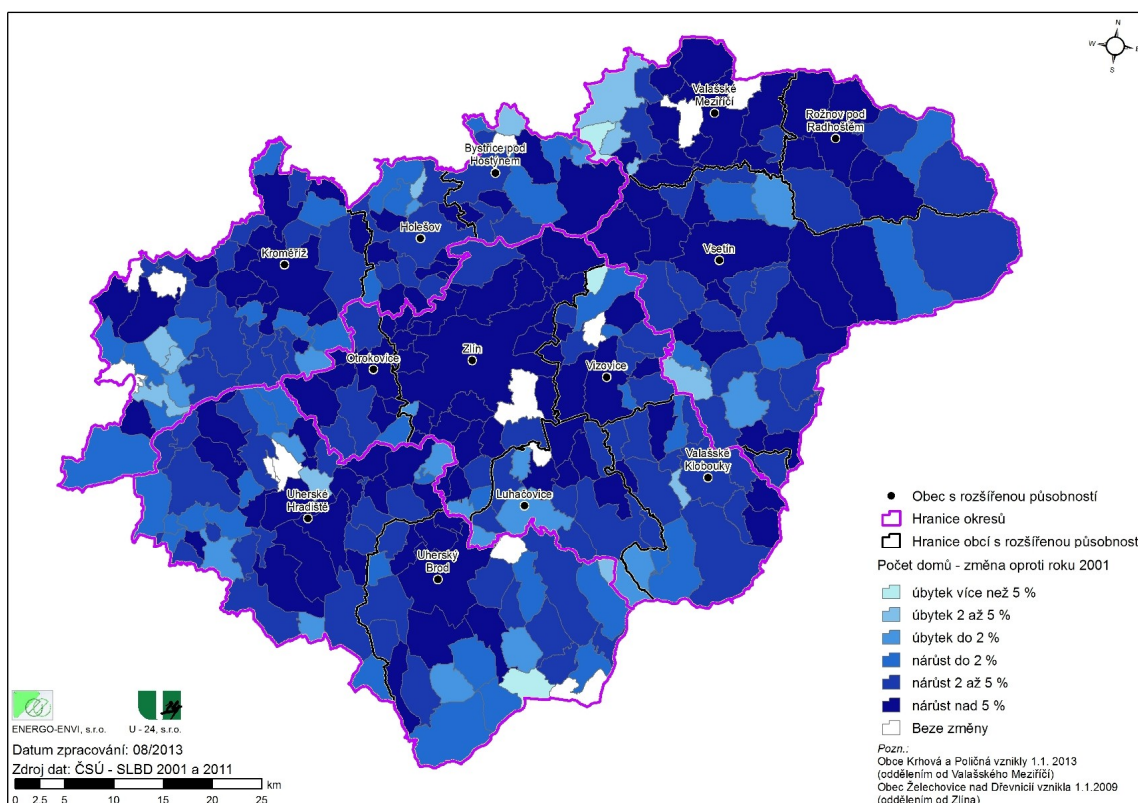 N
W E
S
Valašské
Meziříčí
Rožnov pod
Radhoštěm
Bystřice pod
Hostýnem
Holešov
Kroměříž
Vsetín
Otrokovice
Zlín
Vizovice
Valašské
Klobouky
Luhačovice
Uherské
Hradiště
Uherský
Brod
Obec s rozšířenou působností
Hranice okresů
Hranice obcí s rozšířenou působnost
Počet domů - změna oproti roku 2001
úbytek více než 5 %
úbytek 2 až 5 %
úbytek do 2 %
nárůst do 2 %
nárůst 2 až 5 %
nárůst nad 5 %
Beze změny
Pozn.:
Obce Krhová a Poličná vznikly 1.1. 2013
(oddělením od Valašského Meziříčí)
Obec Želechovice nad Dřevnicí vznikla 1.1.2009
(oddělením od Zlína)
ENERGO-ENVI, s.r.o. U - 24, s.r.o.
Datum zpracování: 08/2013
Zdroj dat: ČSÚ - SLBD 2001 a 2011
km
0 2.5 5 10 15 20 25